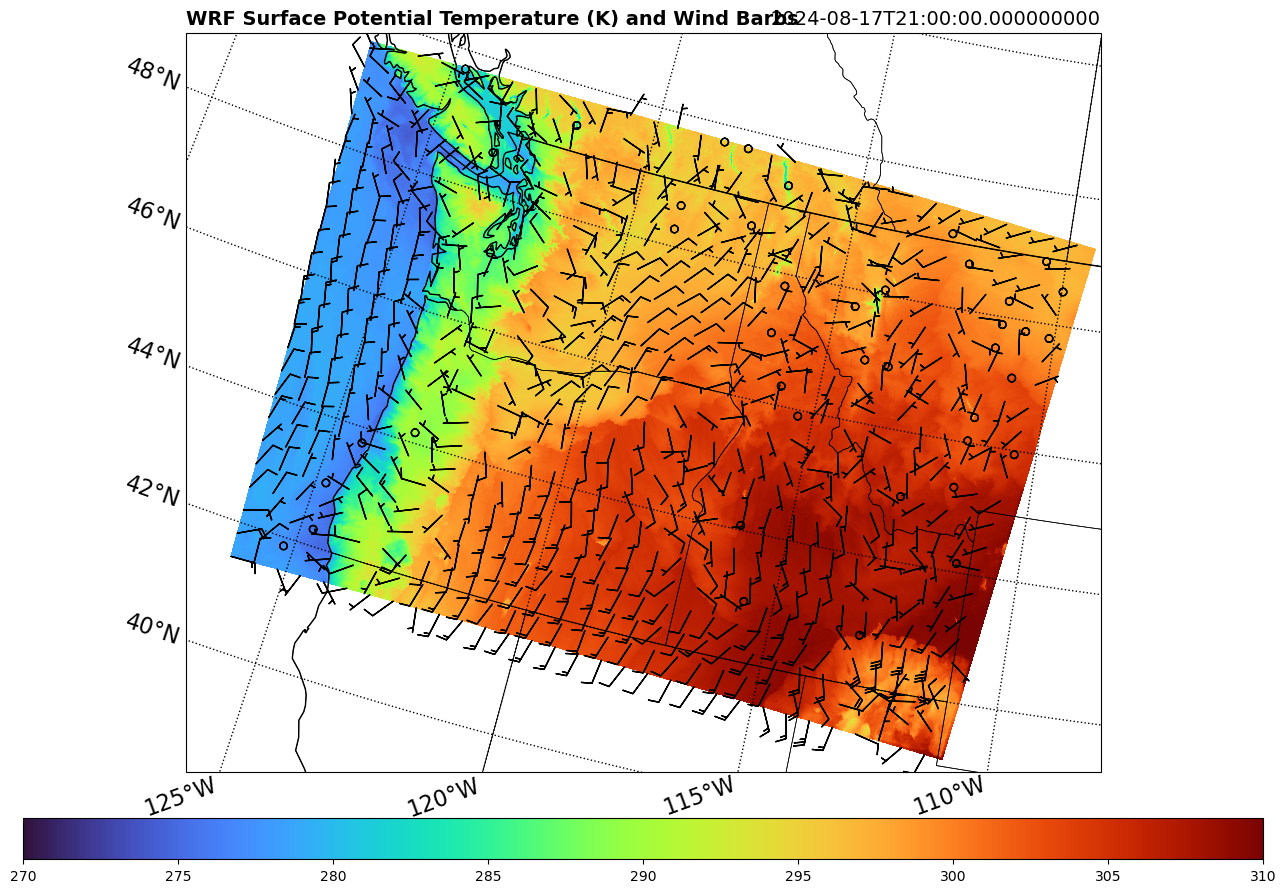 WRF Surface Potential Temperature (K) and Wind Barbs 2024-08-17T21:00:00.000000000
48°N
46°N
44°N
42°N
40°N
125°W 120°W 115°W 110°W
270 275 280 285 290 295 300 305 310